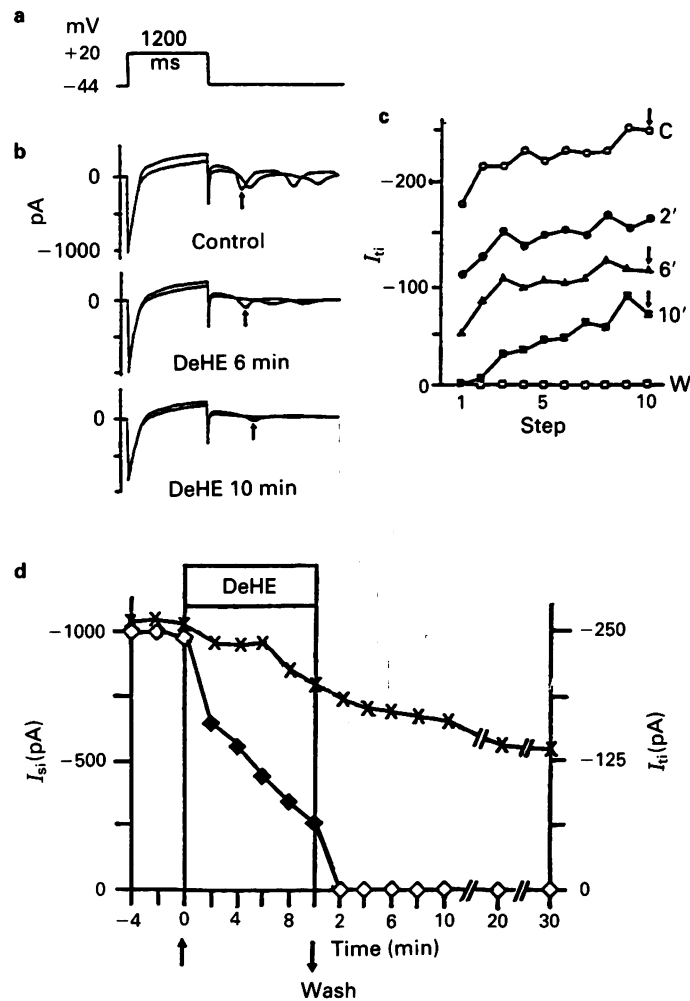 a
mV
+20
−44
1200
ms
b
0
pA
−1000
Control
0
DeHE 6 min
0
DeHE 10 min
c
−200
−100
0
Iti
C
2′
6′
10′
W
1
5
10
Step
d
DeHE
−1000
−500
0
Isi(pA)
−250
−125
0
Iti(pA)
−4
0
4
8
2
6
10
20
30
Time (min)
Wash